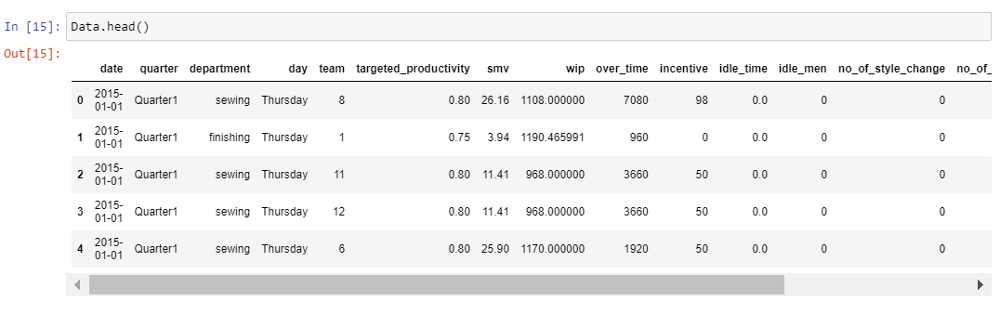 In [15]: Data.head()
Out[15]:
date quarter department day team targeted_productivity smv wip over_time incentive idle_time idle_men no_of_style_change no_of_
0 2015-01-01 Quarter1 sewing Thursday 8 0.80 26.16 1108.000000 7080 98 0.0 0 0
1 2015-01-01 Quarter1 finishing Thursday 1 0.75 3.94 1190.465991 960 0 0.0 0 0
2 2015-01-01 Quarter1 sewing Thursday 11 0.80 11.41 968.000000 3660 50 0.0 0 0
3 2015-01-01 Quarter1 sewing Thursday 12 0.80 11.41 968.000000 3660 50 0.0 0 0
4 2015-01-01 Quarter1 sewing Thursday 6 0.80 25.90 1170.000000 1920 50 0.0 0 0